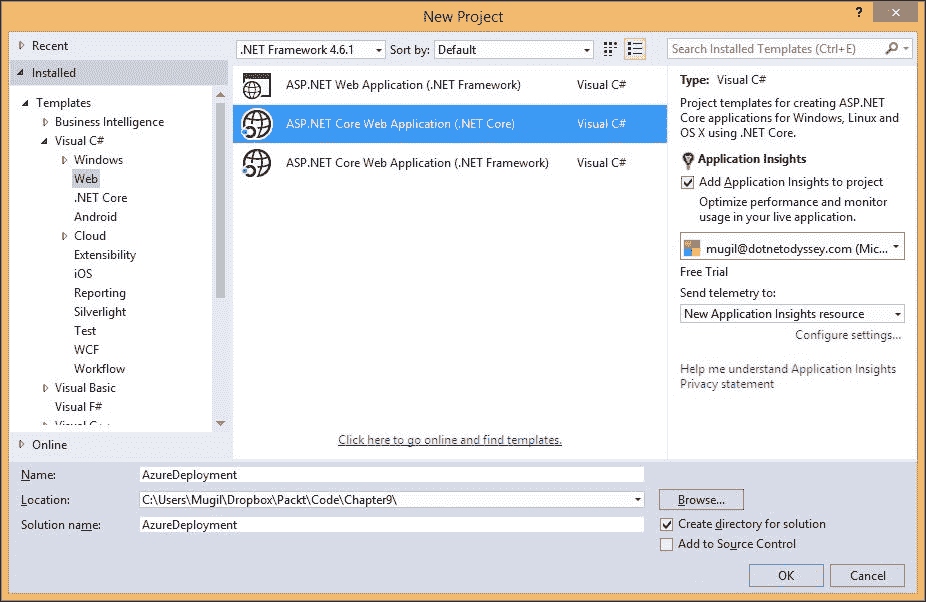 New Project
?
Recent
.NET Framework 4.6.1
Sort by:
Default
Search Installed Templates (Ctrl+E)
Installed
Templates
Business Intelligence
Visual C#
Windows
Web
.NET Core
Android
Cloud
Extensibility
iOS
Reporting
Silverlight
Test
WCF
Workflow
Visual Basic
Visual F#
Visual C++
Online
ASP.NET Web Application (.NET Framework) Visual C#
ASP.NET Core Web Application (.NET Core) Visual C#
ASP.NET Core Web Application (.NET Framework) Visual C#
Click here to go online and find templates.
Type: Visual C#
Project templates for creating ASP.NET
Core applications for Windows, Linux and
OS X using .NET Core.
Application Insights
Add Application Insights to project
Optimize performance and monitor
usage in your live application.
mugil@dotnetodyssey.com (Mic...
Free Trial
Send telemetry to:
New Application Insights resource
Configure settings...
Help me understand Application Insights
Privacy statement
Name: AzureDeployment
Location: C:\Users\Mugil\Dropbox\Packt\Code\Chapter9\
Browse...
Solution name: AzureDeployment
Create directory for solution
Add to Source Control
OK
Cancel